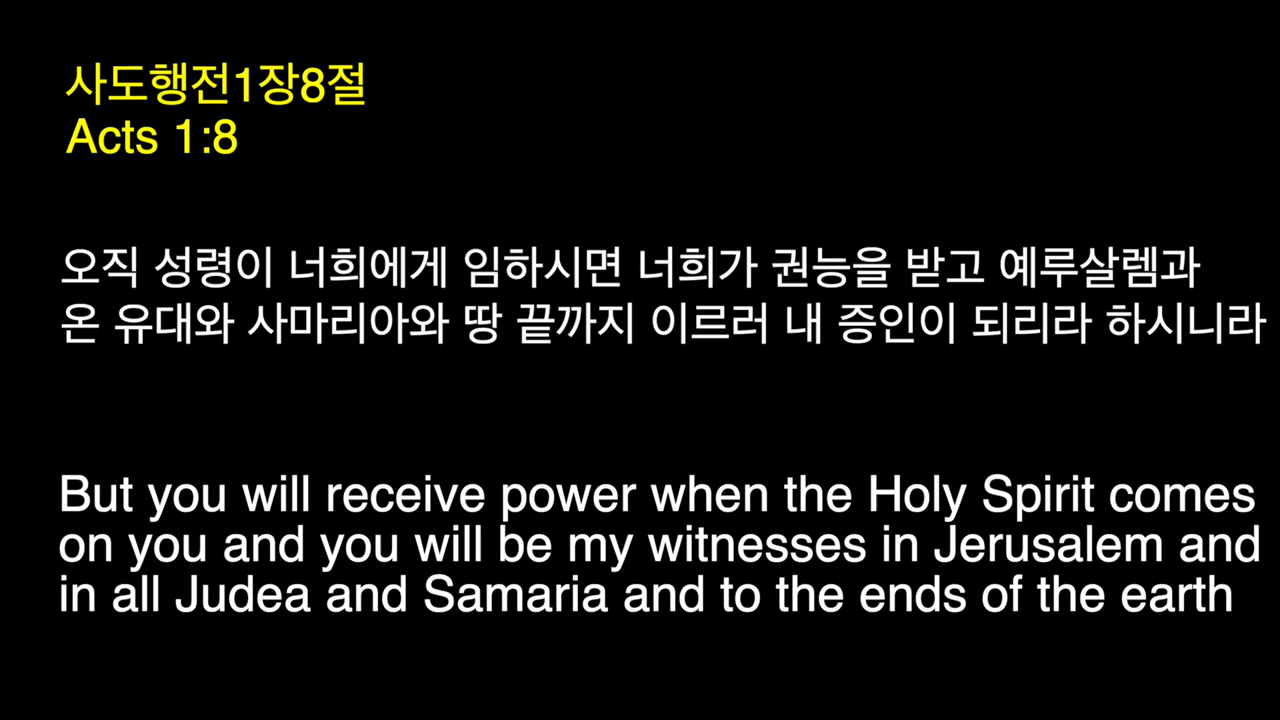 사도행전1장8절
Acts 1:8
오직 성령이 너희에게 임하시면 너희가 권능을 받고 예루살렘과
온 유대와 사마리아와 땅 끝까지 이르러 내 증인이 되리라 하시니라
But you will receive power when the Holy Spirit comes
on you and you will be my witnesses in Jerusalem and
in all Judea and Samaria and to the ends of the earth